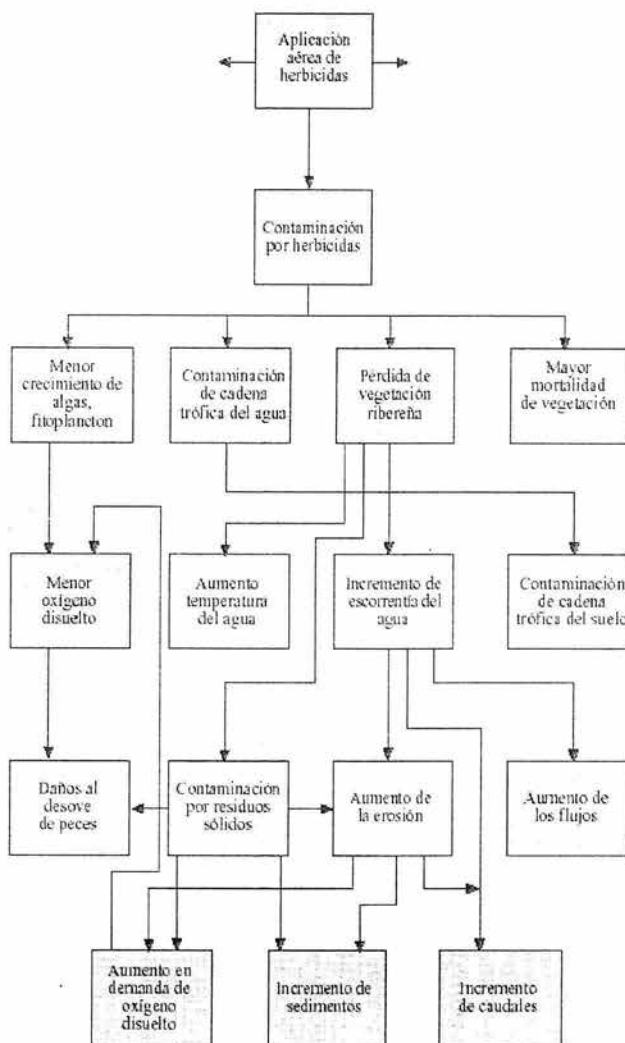 Aplicación
aérea de
herbicidas
Contaminación
por herbicidas
Menor
crecimiento de
algas,
fitoplancton
Contaminación
de cadena
trófica del agua
Pérdida de
vegetación
ribereña
Mayor
mortalidad
de vegetación
Menor
oxígeno
disuelto
Aumento
temperatura
del agua
Incremento de
escorrentía del
agua
Contaminación
de cadena
trófica del suelo
Daños al
desove
de peces
Contaminación
por residuos
sólidos
Aumento de
la erosión
Aumento de
los flujos
Aumento en
demanda de
oxígeno
disuelto
Incremento de
sedimentos
Incremento
de caudales